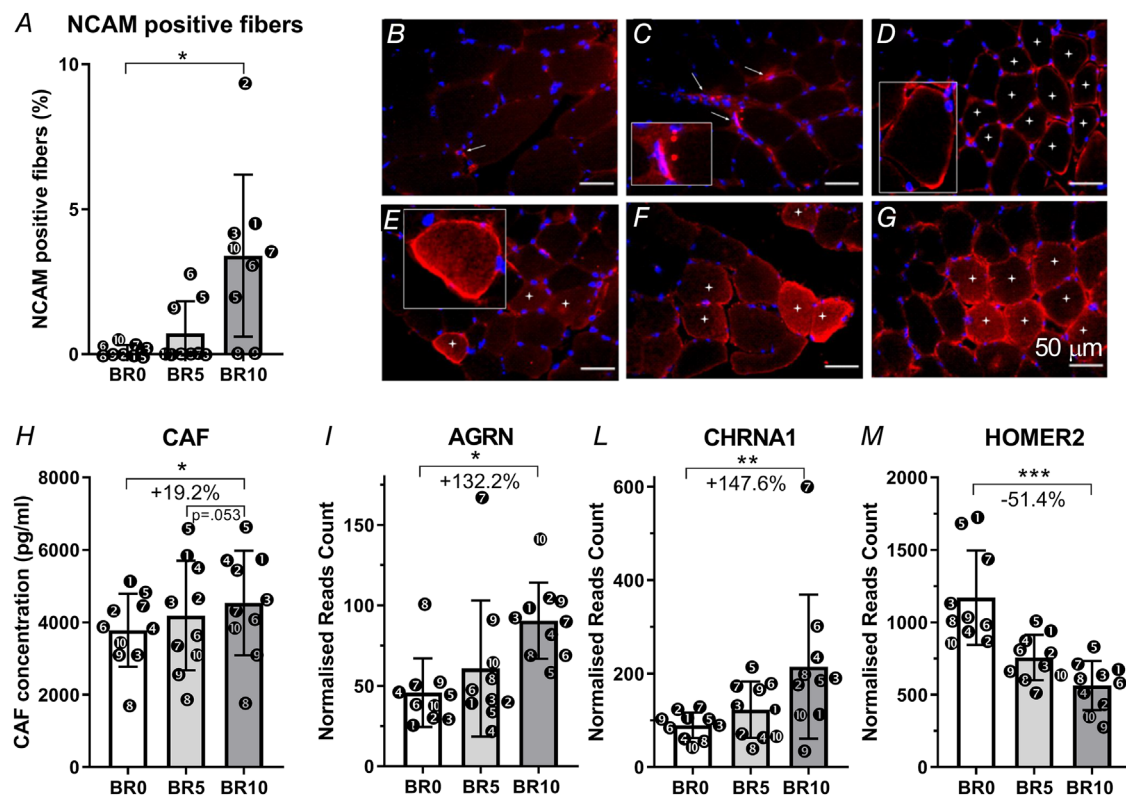 A NCAM positive fibers
NCAM positive fibers (%)
10
5
0
*
BR0 BR5 BR10
B
C
D
E
F
G
50 µm
H CAF
CAF concentration (pg/ml)
8000
6000
4000
2000
0
*
+19.2%
p=.053
BR0 BR5 BR10
I AGRN
Normalised Reads Count
150
100
50
0
*
+132.2%
BR0 BR5 BR10
L CHRNA1
Normalised Reads Count
600
400
200
0
**
+147.6%
BR0 BR5 BR10
M HOMER2
Normalised Reads Count
2000
1500
1000
500
0
***
-51.4%
BR0 BR5 BR10